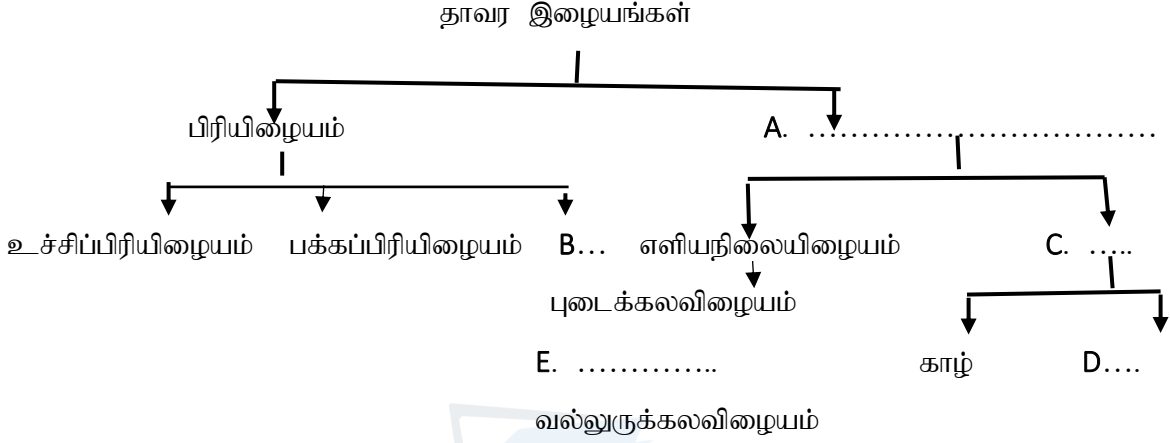 தாவர இழையங்கள்
பிரியிழையம் A. ……………………………
உச்சிப்பிரியிழையம் பக்கப்பிரியிழையம் B… எளியநிலையிழையம் C. …..
புடைக்கலவிழையம்
E. ………….. காழ் D….
வல்லுருக்கலவிழையம்